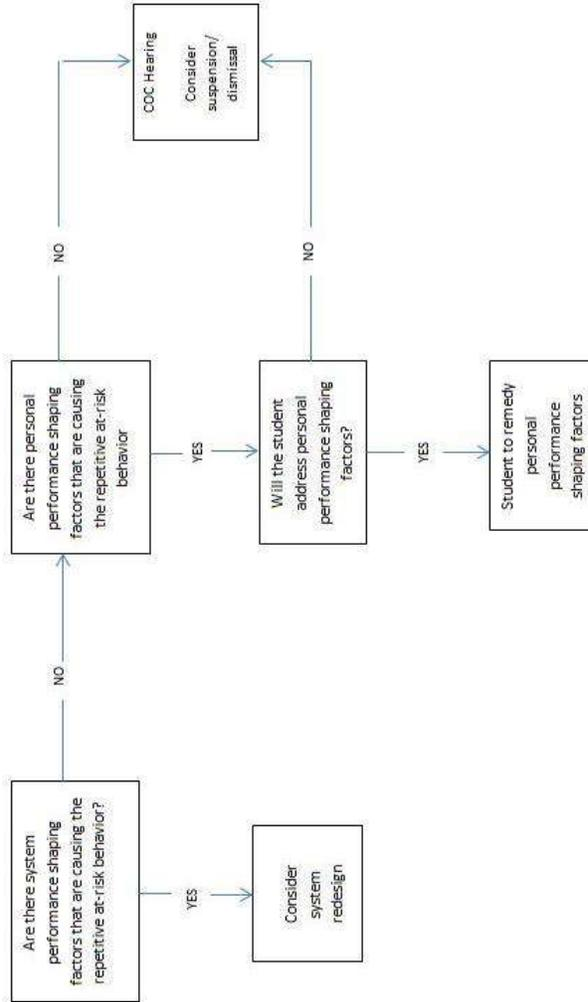 Are there system
performance shaping
factors that are causing the
repetitive at-risk behavior?
YES
Consider
system
redesign
NO
Are there personal
performance shaping
factors that are causing
the repetitive at-risk
behavior
YES
Will the student
address personal
performance shaping
factors?
YES
Student to remedy
personal
performance
shaping factors
NO
NO
COC Hearing
Consider
suspension/
dismissal